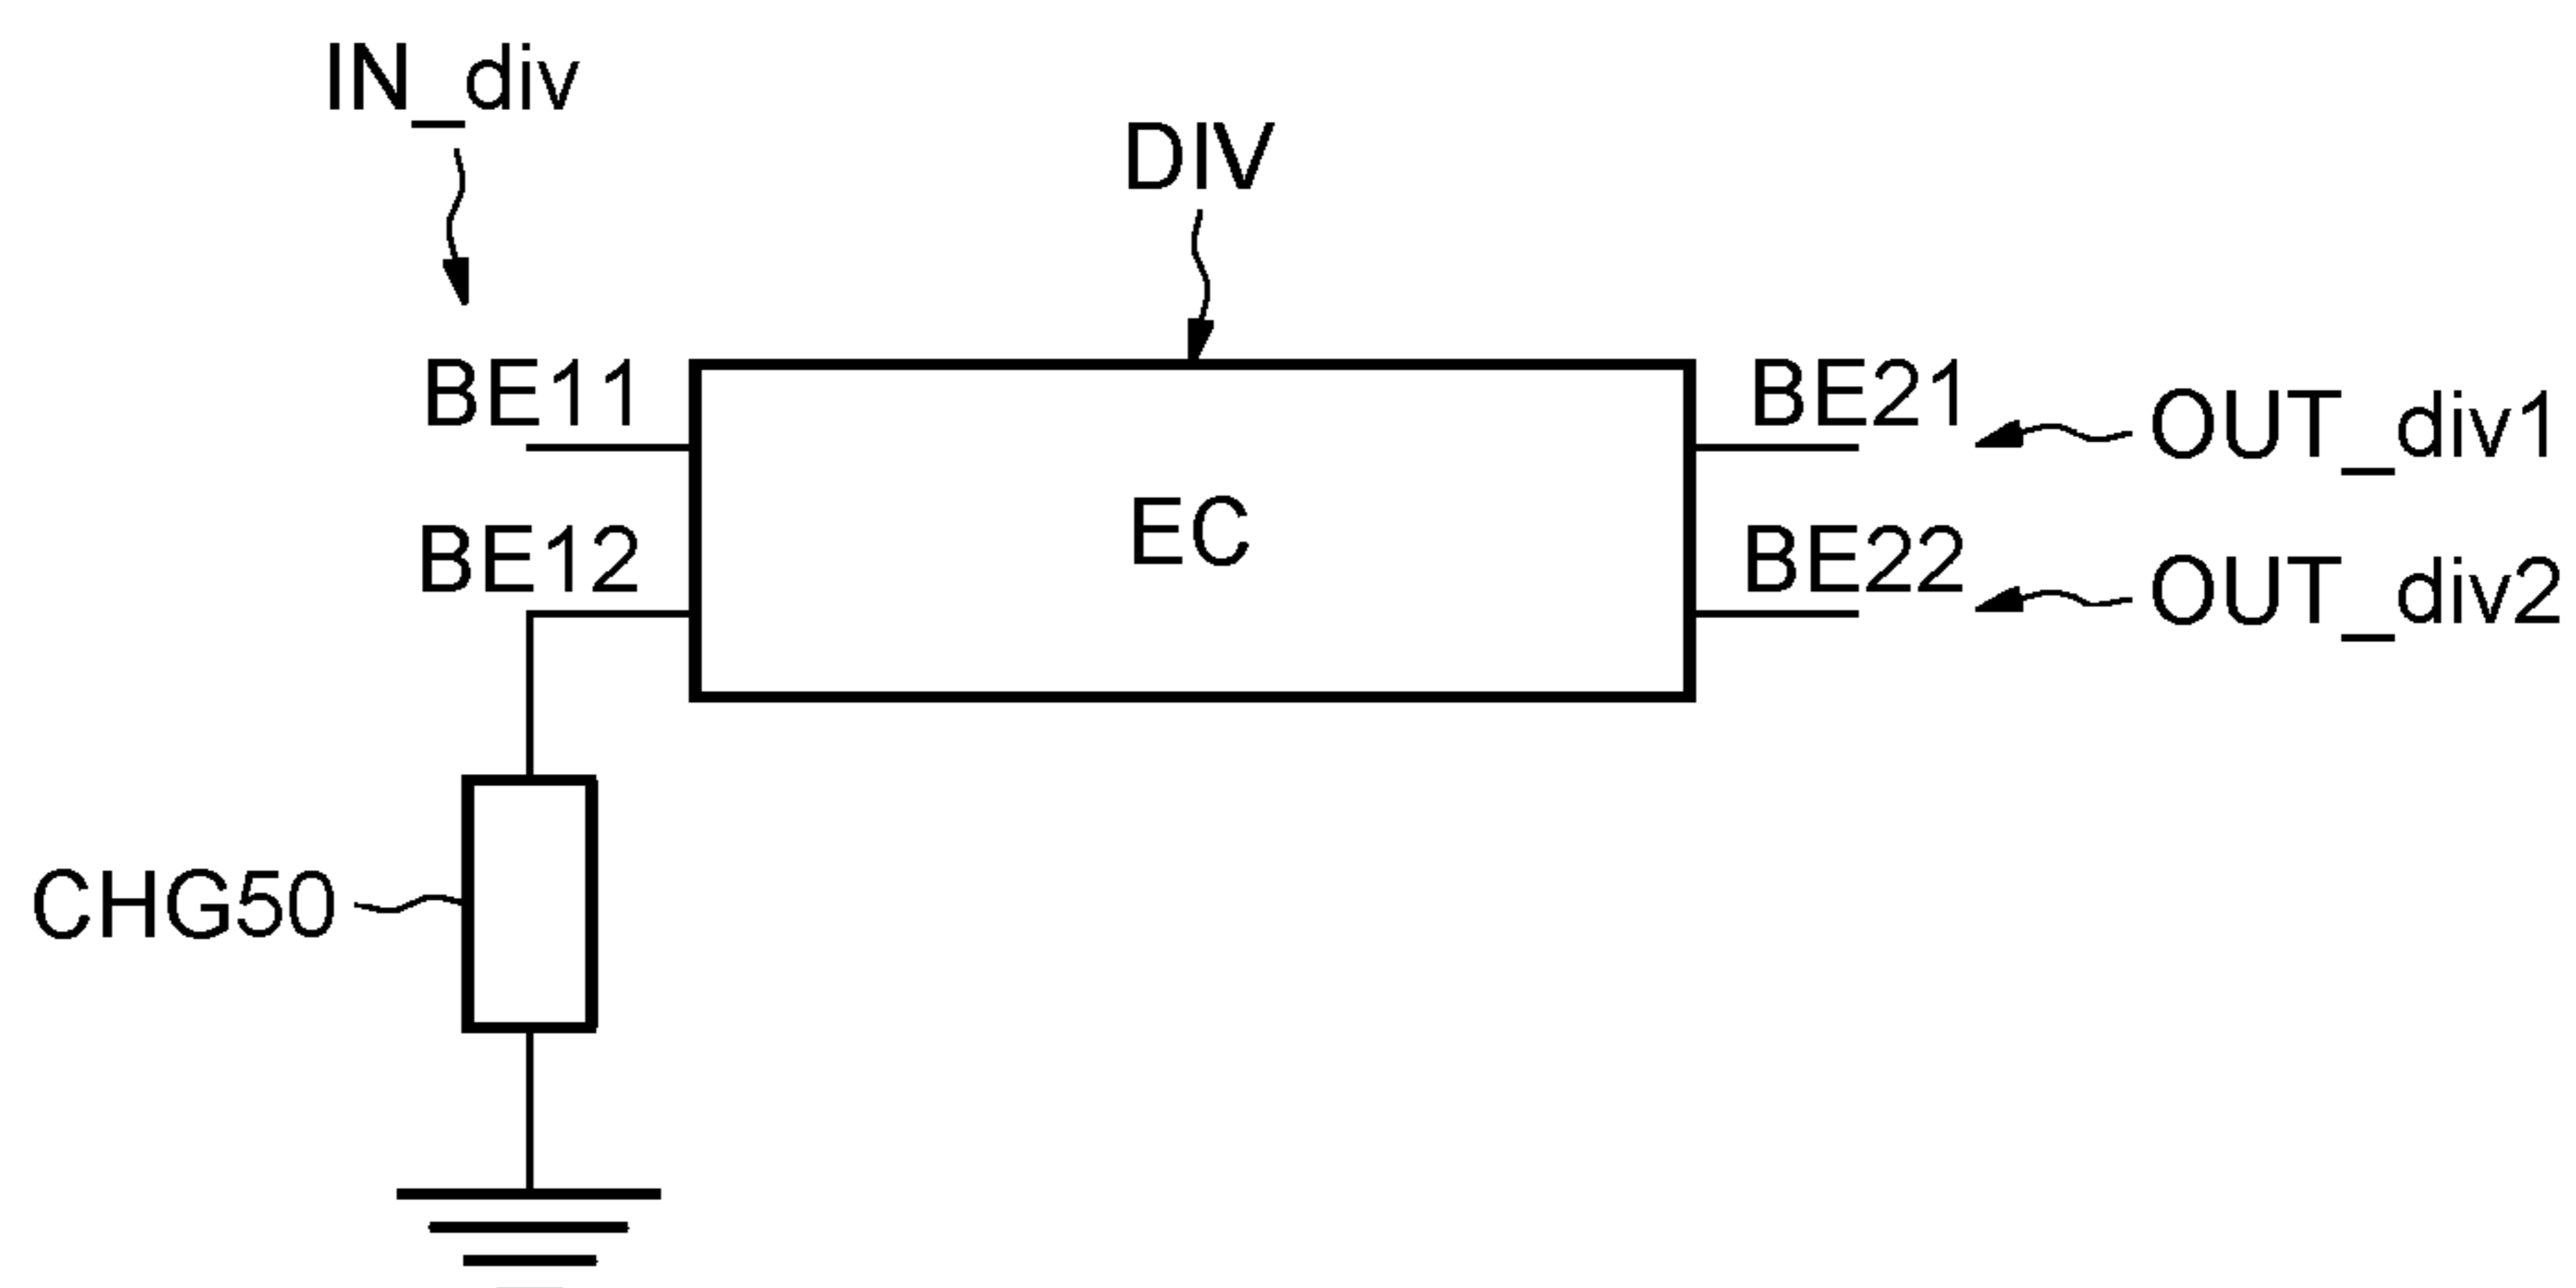 IN_div
DIV
BE11
BE21
OUT_div1
EC
BE12
BE22
OUT_div2
CHG50